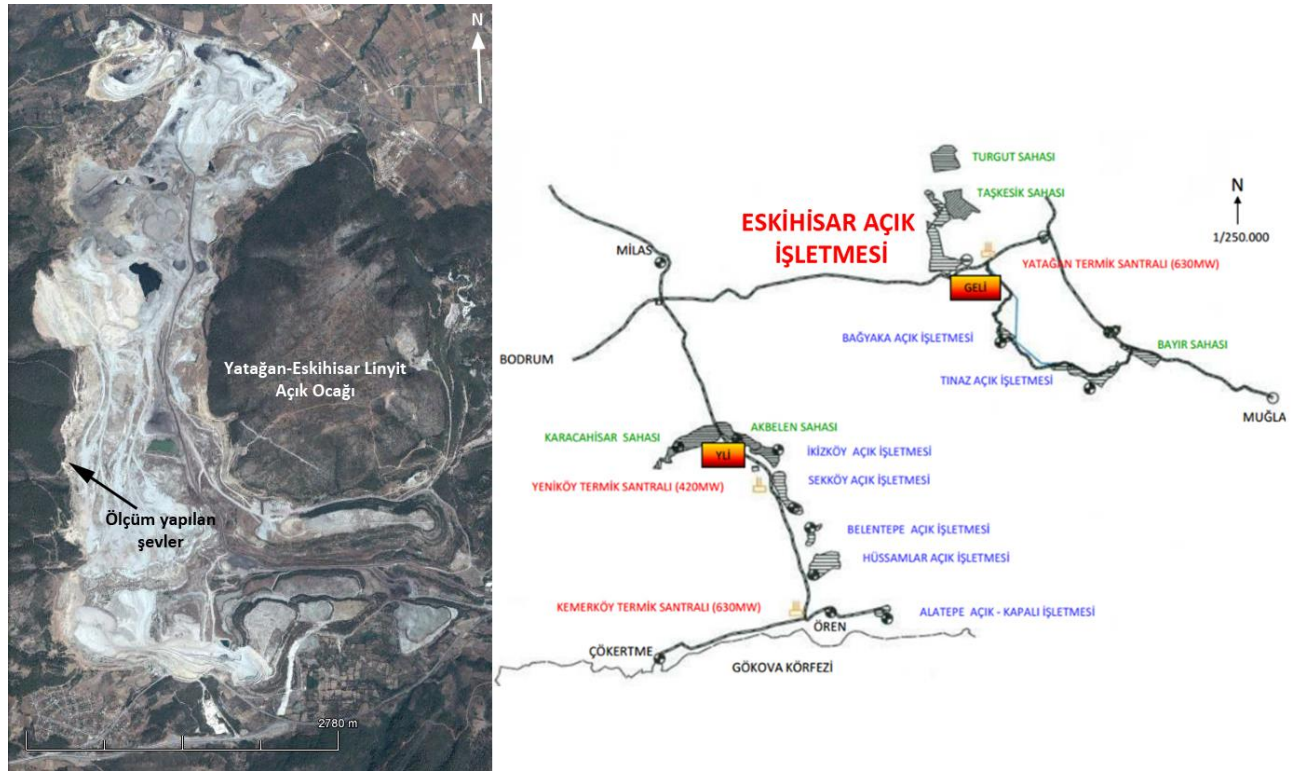 N
Yatağan-Eskihisar Linyit
Açık Ocağı
Ölçüm yapılan
şevler
2780 m
TURGUT SAHASI
TAŞKESİK SAHASI
N
1/250.000
ESKIHİSAR AÇIK
İŞLETMESİ
MİLAS
YATAĞAN TERMİK SANTRALI (630MW)
GELİ
BAĞYAKA AÇIK İŞLETMESİ
BAYIR SAHASI
BODRUM
TINAZ AÇIK İŞLETMESİ
MUĞLA
AKBELEN SAHASI
KARACAHİSAR SAHASI
YLİ
İKİZKÖY AÇIK İŞLETMESİ
YENİKÖY TERMİK SANTRALI (420MW)
SEKKÖY AÇIK İŞLETMESİ
BELENTEPE AÇIK İŞLETMESİ
HÜSSAMLAR AÇIK İŞLETMESİ
KEMERKÖY TERMİK SANTRALI (630MW)
ÖREN
ALATEPE AÇIK - KAPALI İŞLETMESİ
ÇÖKERTME
GÖKOVA KÖRFEZİ